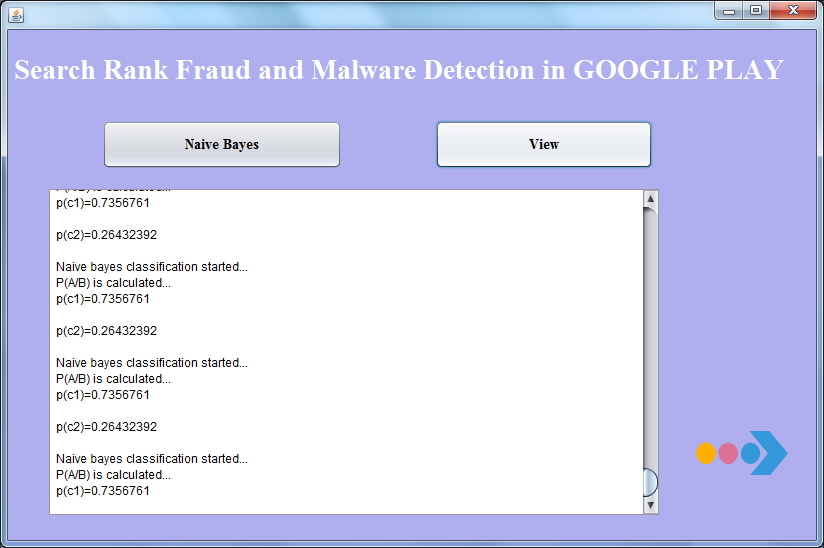 Search Rank Fraud and Malware Detection in GOOGLE PLAY
Naive Bayes
View
P(A/B) is calculated...
p(c1)=0.7356761
p(c2)=0.26432392
Naive bayes classification started...
P(A/B) is calculated...
p(c1)=0.7356761
p(c2)=0.26432392
Naive bayes classification started...
P(A/B) is calculated...
p(c1)=0.7356761
p(c2)=0.26432392
Naive bayes classification started...
P(A/B) is calculated...
p(c1)=0.7356761